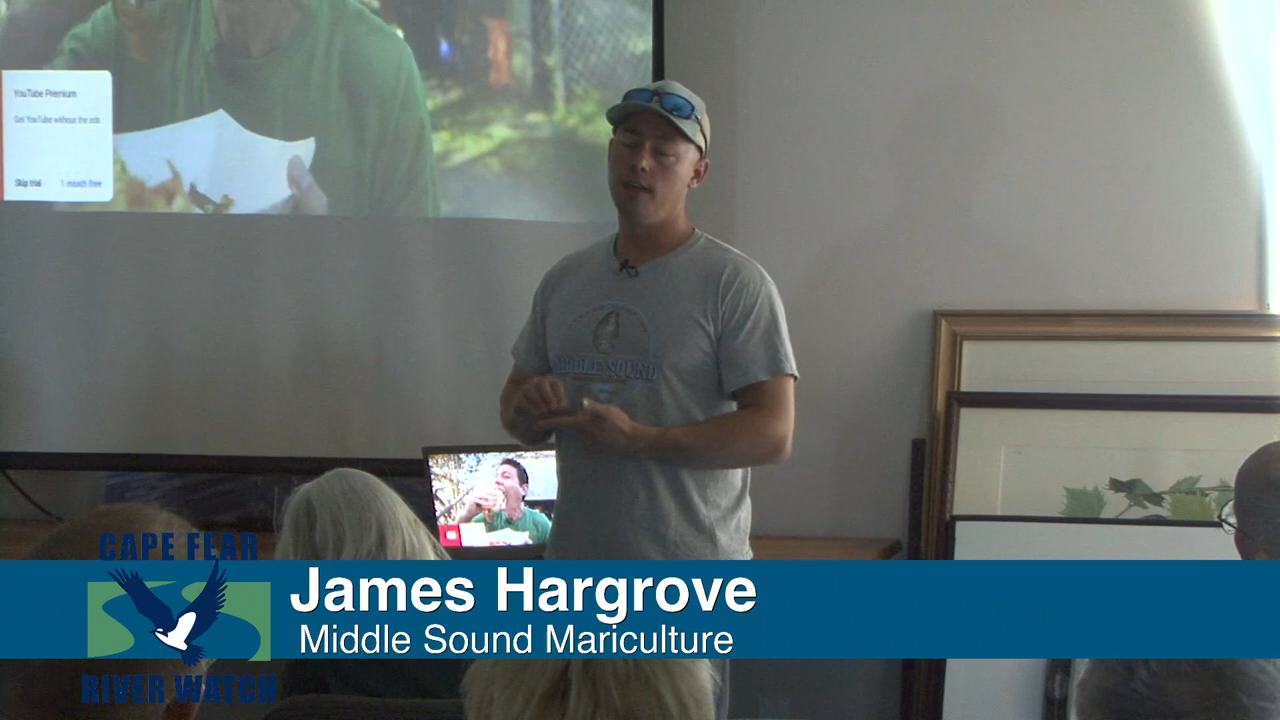 YouTube Premium
Get YouTube without the ads
Skip trial 1 month free
MIDDLE SOUND
CAPE FEAR
RIVER WATCH
James Hargrove
Middle Sound Mariculture